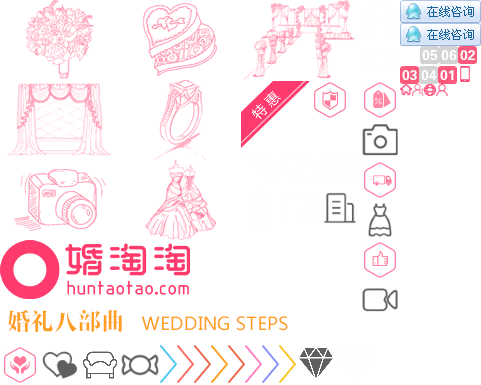 在线咨询
在线咨询
05 06 02
03 04 01
特惠
婚淘淘
huntaotao.com
婚礼八部曲 WEDDING STEPS